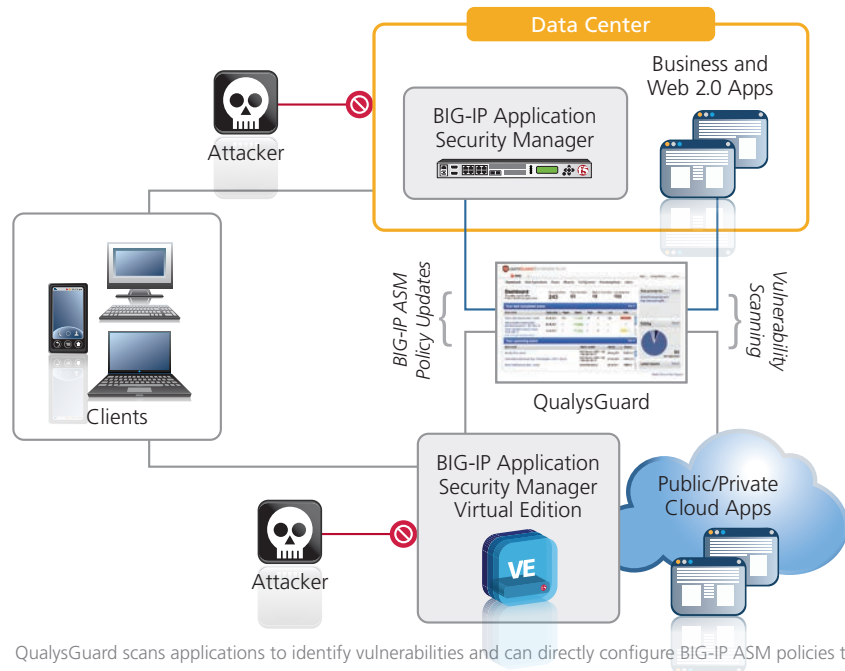 Data Center
Business and
Web 2.0 Apps
BIG-IP Application
Security Manager
Attacker
BIG-IP ASM
Policy Updates
Vulnerability
Scanning
Dashboard
QualysGuard
Clients
BIG-IP Application
Security Manager
Virtual Edition
VE
Public/Private
Cloud Apps
Attacker
QualysGuard scans applications to identify vulnerabilities and can directly configure BIG-IP ASM policies t